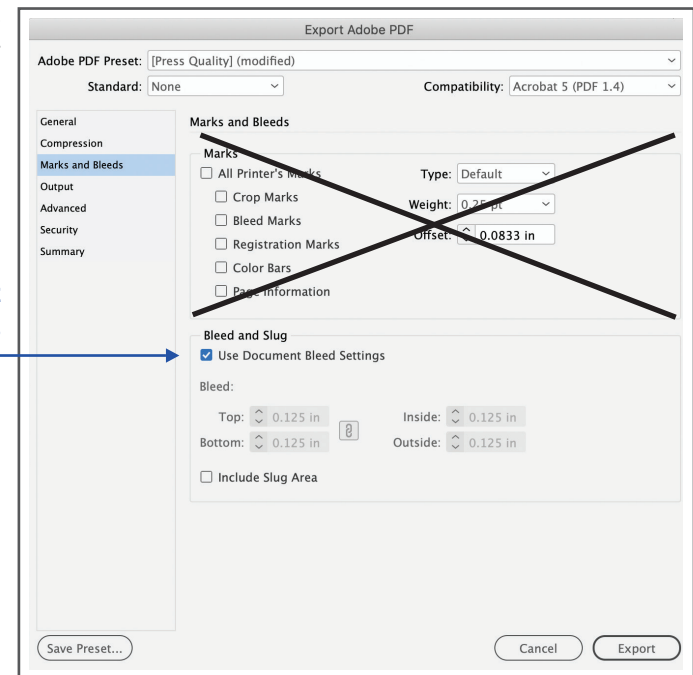 Export Adobe PDF
Adobe PDF Preset: [Press Quality] (modified)
Standard: None Compatibility: Acrobat 5 (PDF 1.4)
General
Compression
Marks and Bleeds
Output
Advanced
Security
Summary
Marks and Bleeds
Marks
All Printer's Marks Type: Default
Crop Marks Weight: 0.25 pt
Bleed Marks Offset: 0.0833 in
Registration Marks
Color Bars
Page Information
Bleed and Slug
Use Document Bleed Settings
Bleed:
Top: 0.125 in Inside: 0.125 in
Bottom: 0.125 in Outside: 0.125 in
Include Slug Area
Save Preset... Cancel Export